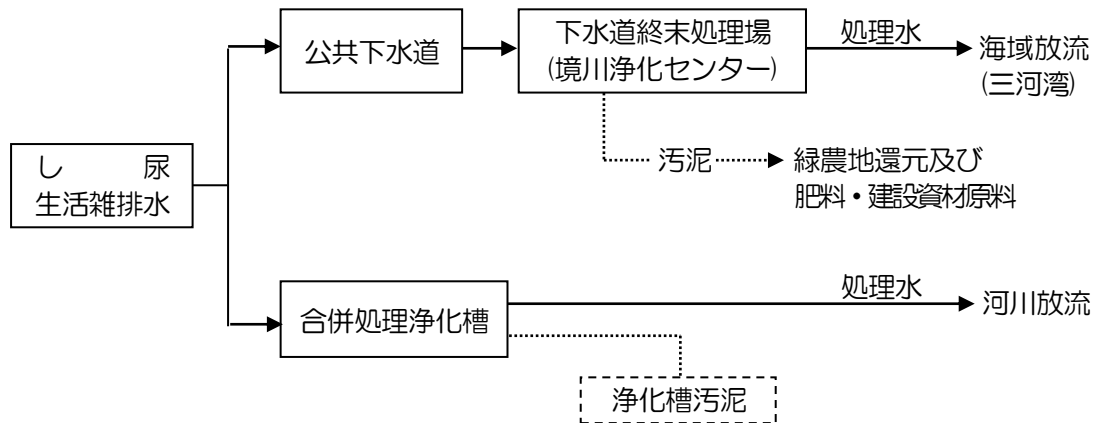 公共下水道
下水道終末処理場
(境川浄化センター)
処理水
海域放流
(三河湾)
汚泥
緑農地還元及び
肥料・建設資材原料
し 尿
生活雑排水
合併処理浄化槽
処理水
河川放流
浄化槽汚泥